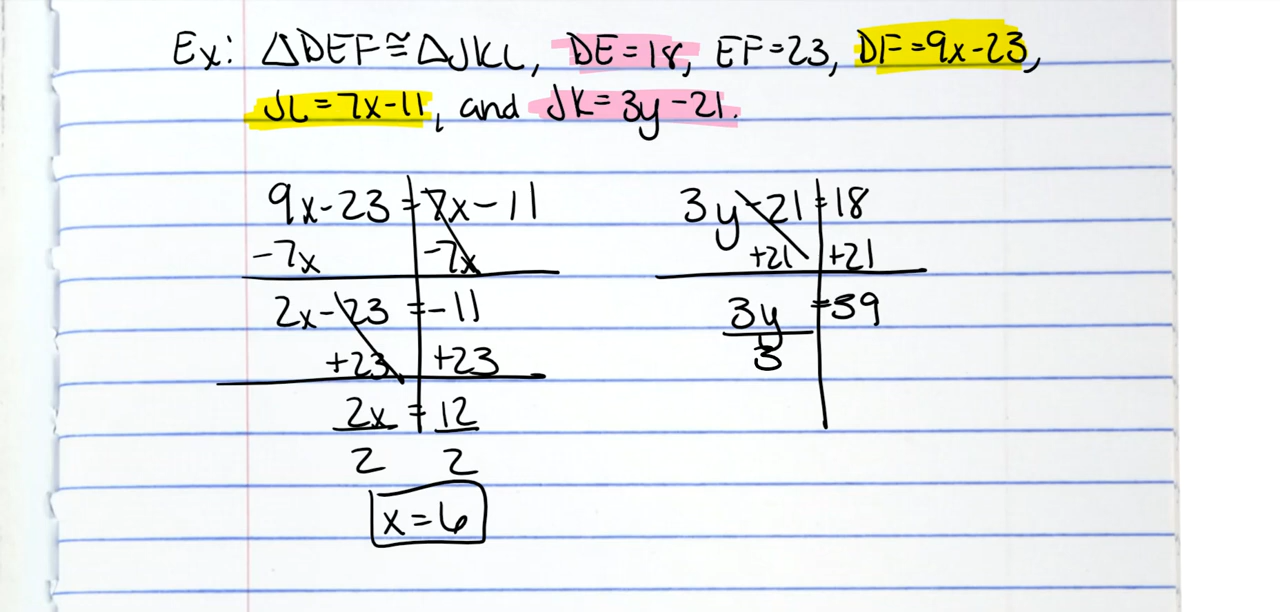 Ex: △DEF≅△JKL, DE=18, EF=23, DF=9x-23,
JL=7x-11, and JK=3y-21.
9x-23=7x-11
-7x -7x
2x-23=-11
+23 +23
2x=12
2 2
x=6
3y-21=18
+21 +21
3y=39
3